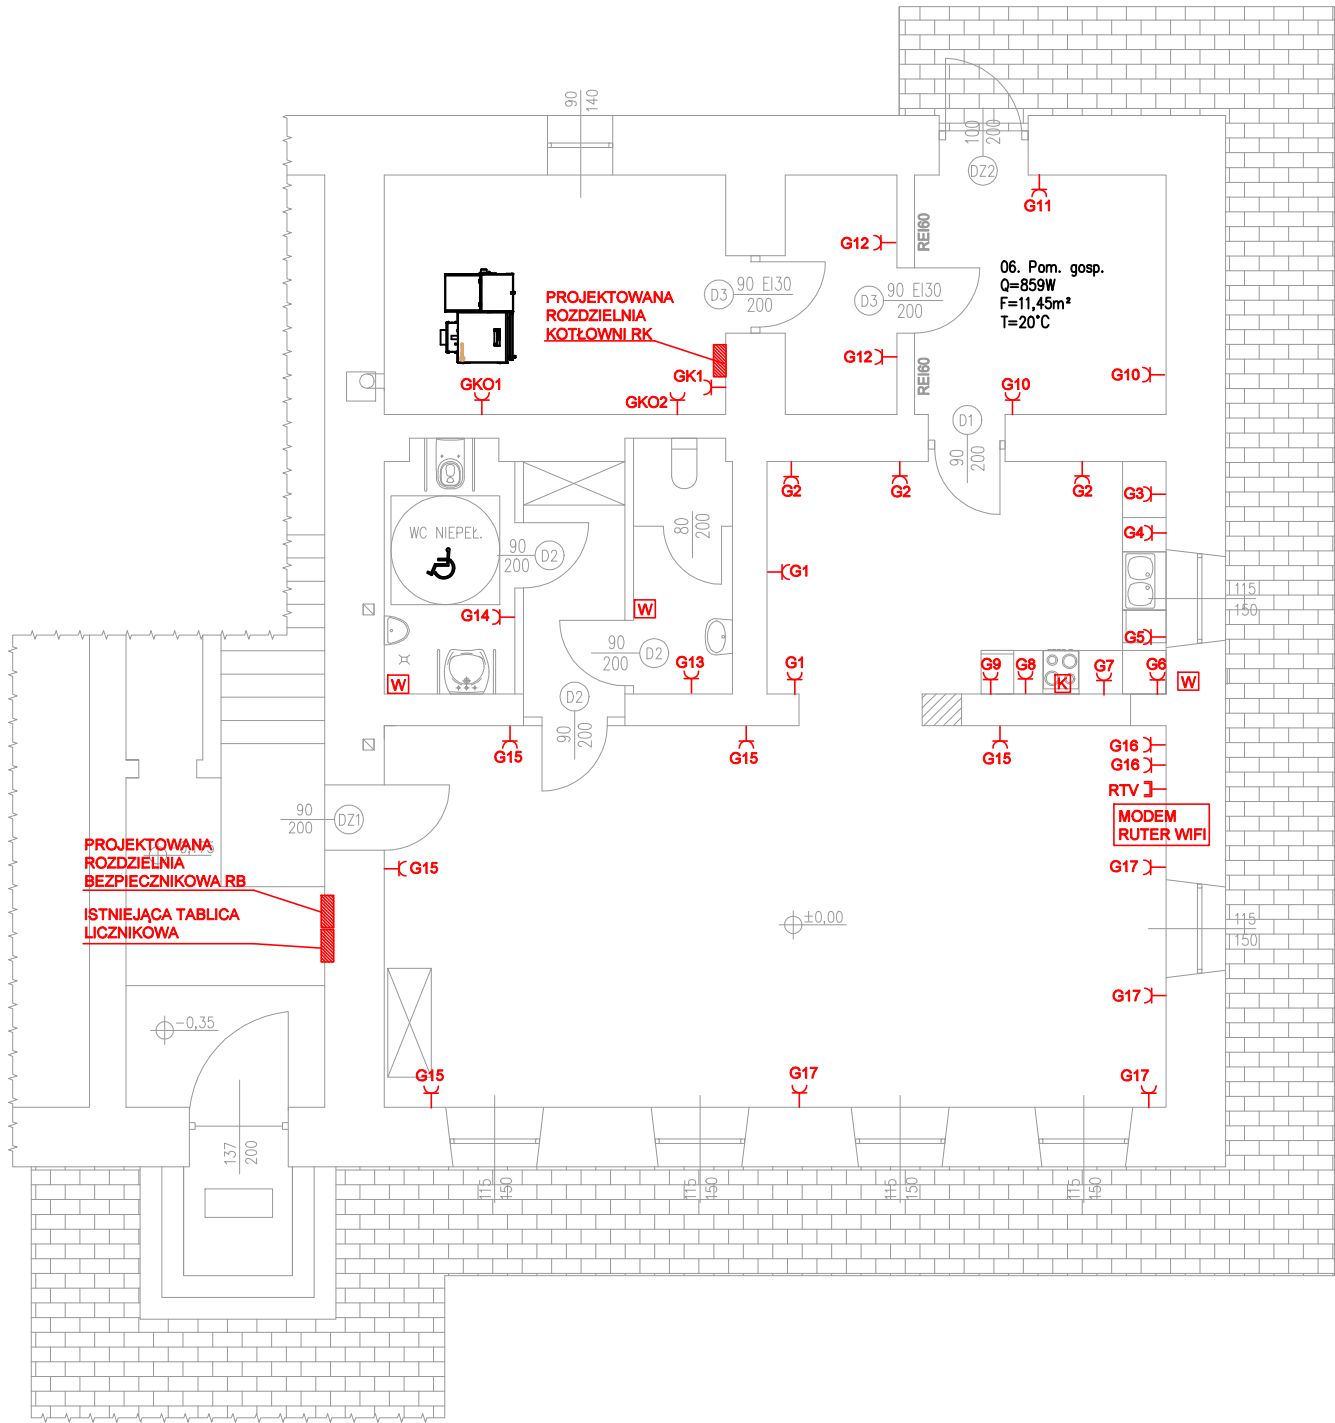 90
140
100
200
DZ2
G11
G12
REI60
06. Pom. gosp.
Q=859W
F=11,45m²
T=20°C
PROJEKTOWANA
ROZDZIELNIA
KOTŁOWNI RK
D3
90 EI30
200
D3
90 EI30
200
G12
REI60
GKO1
GKO2
GK1
G10
G10
D1
90
200
G2
G2
G2
G3
G4
WC NIEPEŁ.
90
200
D2
80
200
G1
115
150
G14
W
G5
90
200
D2
W
G13
G1
G9
G8
K
G7
G6
W
D2
90
200
G15
G15
G15
G16
G16
RTV
MODEM
RUTER WIFI
90
200
DZ1
PROJEKTOWANA
ROZDZIELNIA
BEZPIECZNIKOWA RB
G15
G17
ISTNIEJĄCA TABLICA
LICZNIKOWA
±0,00
115
150
G17
-0,35
G15
G17
G17
137
200
115
150
115
150
115
150
115
150